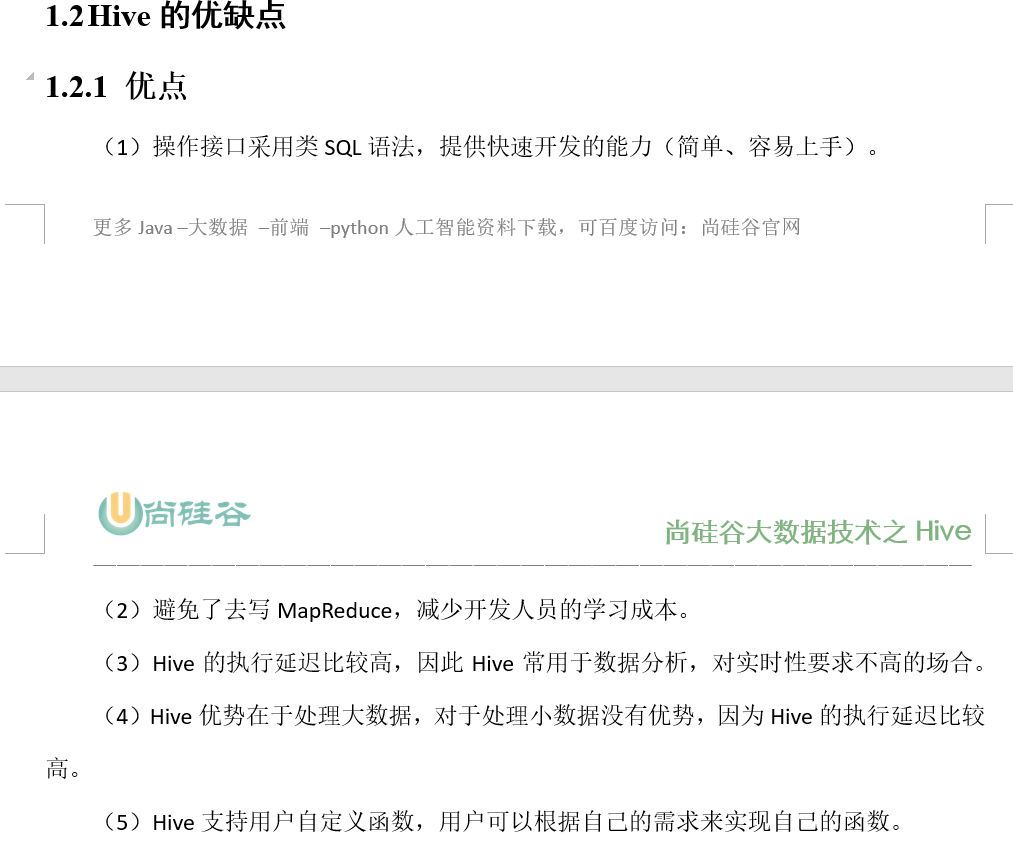 1.2Hive 的优缺点
1.2.1 优点
（1）操作接口采用类 SQL 语法，提供快速开发的能力（简单、容易上手）。
更多 Java –大数据 –前端 –python 人工智能资料下载，可百度访问：尚硅谷官网
尚硅谷
尚硅谷大数据技术之 Hive
（2）避免了去写 MapReduce，减少开发人员的学习成本。
（3）Hive 的执行延迟比较高，因此 Hive 常用于数据分析，对实时性要求不高的场合。
（4）Hive 优势在于处理大数据，对于处理小数据没有优势，因为 Hive 的执行延迟比较
高。
（5）Hive 支持用户自定义函数，用户可以根据自己的需求来实现自己的函数。